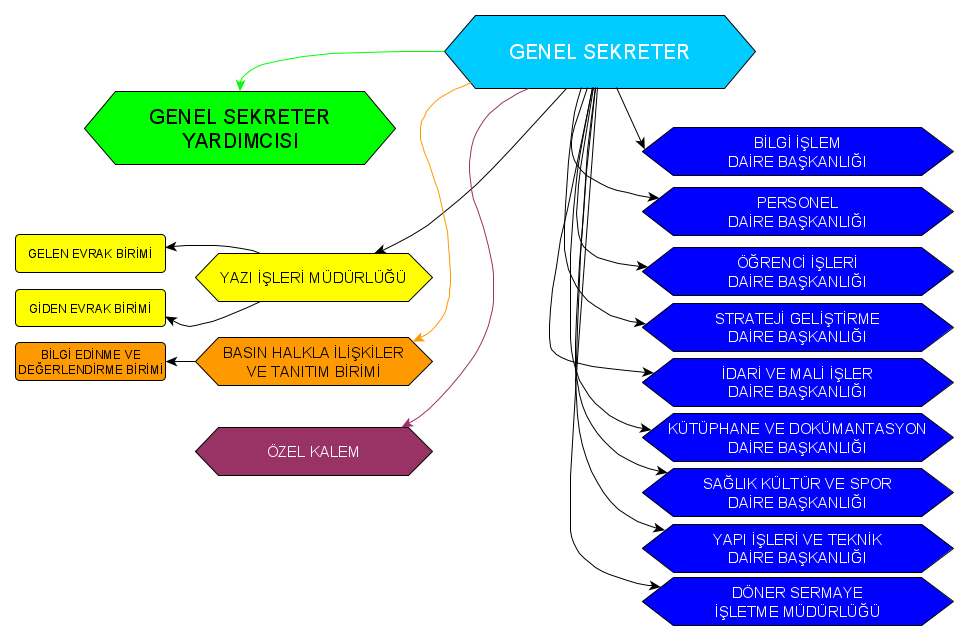 GENEL SEKRETER
GENEL SEKRETER
YARDIMCISI
GELEN EVRAK BİRİMİ
GİDEN EVRAK BİRİMİ
YAZI İŞLERİ MÜDÜRLÜĞÜ
BİLGİ EDİNME VE
DEĞERLENDİRME BİRİMİ
BASIN HALKLA İLİŞKİLER
VE TANITIM BİRİMİ
ÖZEL KALEM
BİLGİ İŞLEM
DAİRE BAŞKANLIĞI
PERSONEL
DAİRE BAŞKANLIĞI
ÖĞRENCİ İŞLERİ
DAİRE BAŞKANLIĞI
STRATEJİ GELİŞTİRME
DAİRE BAŞKANLIĞI
İDARİ VE MALİ İŞLER
DAİRE BAŞKANLIĞI
KÜTÜPHANE VE DOKÜMANTASYON
DAİRE BAŞKANLIĞI
SAĞLIK KÜLTÜR VE SPOR
DAİRE BAŞKANLIĞI
YAPI İŞLERİ VE TEKNİK
DAİRE BAŞKANLIĞI
DÖNER SERMAYE
İŞLETME MÜDÜRLÜĞÜ